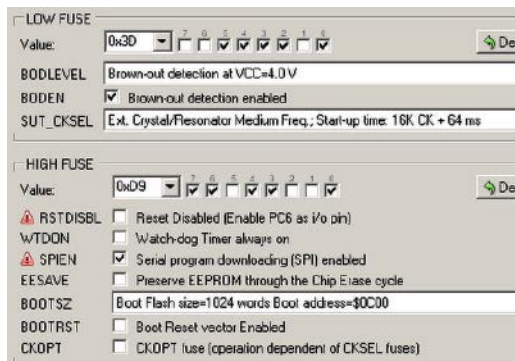 LOW FUSE
Value: 0x3D 7 6 5 4 3 2 1 0 De
BODLEVEL Brown-out detection at VCC=4.0 V
BODEN Brown-out detection enabled
SUT_CKSEL Ext. Crystal/Resonator Medium Freq.; Start-up time: 16K CK + 64 ms
HIGH FUSE
Value: 0xD9 7 6 5 4 3 2 1 0 De
RSTDISBL Reset Disabled (Enable PC6 as i/o pin)
WTDON Watch-dog Timer always on
SPIEN Serial program downloading (SPI) enabled
EESAVE Preserve EEPROM through the Chip Erase cycle
BOOTSZ Boot Flash size=1024 words Boot address=$0C00
BOOTRST Boot Reset vector Enabled
CKOPT CKOPT fuse (operation dependent of CKSEL fuses)